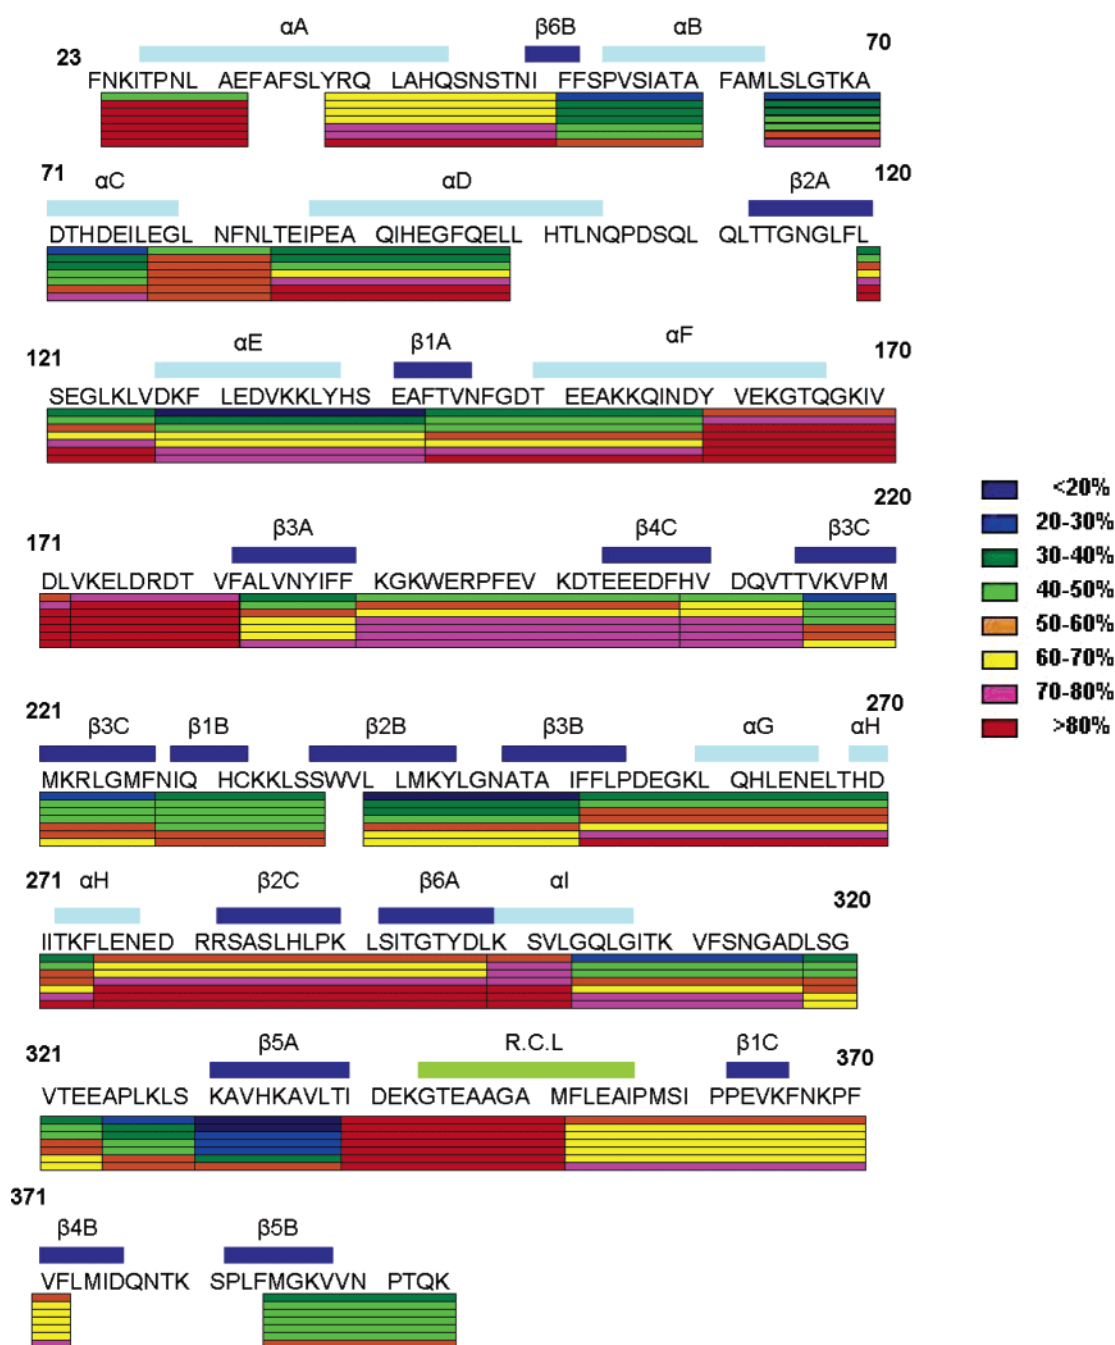 αA β6B αB
23 70
FNKITPNL AEFAFSLYRQ LAHQSNSTNI FFSPVSIATA FAMLSLGTKA
71 αC αD β2A 120
DTHDEILEGL NFNLTEIPEA QIHEGFQELL HTLNQPDSQL QLTTGNGLFL
121 αE β1A αF 170
SEGLKLVDKF LEDVKKLYHS EAFTVNFGDT EEAKKQINDY VEKGTQGKIV
<20%
220 20-30%
171 β3A β4C β3C 30-40%
DLVKELDRDT VFALVNYIFF KGKWERPFEV KDTEEEDFHV DQVTTVKVPM 40-50%
50-60%
60-70%
221 β3C β1B β2B β3B αG αH 270 70-80%
>80%
MKRLGMFNIQ HCKKLSSWVL LMKYLGNATA IFFLPDEGKL QHLENELTHD
271 αH β2C β6A αI 320
IITKFLENED RRSASLHLPK LSITGTYDLK SVLGQLGITK VFSNGADLSG
321 β5A R.C.L β1C 370
VTEEAPLKLS KAVHKAVLTI DEKGTEAAGA MFLEAIPMSI PPEVKFNKPF
371
β4B β5B
VFLMIDQNTK SPLFMGKVVN PTQK